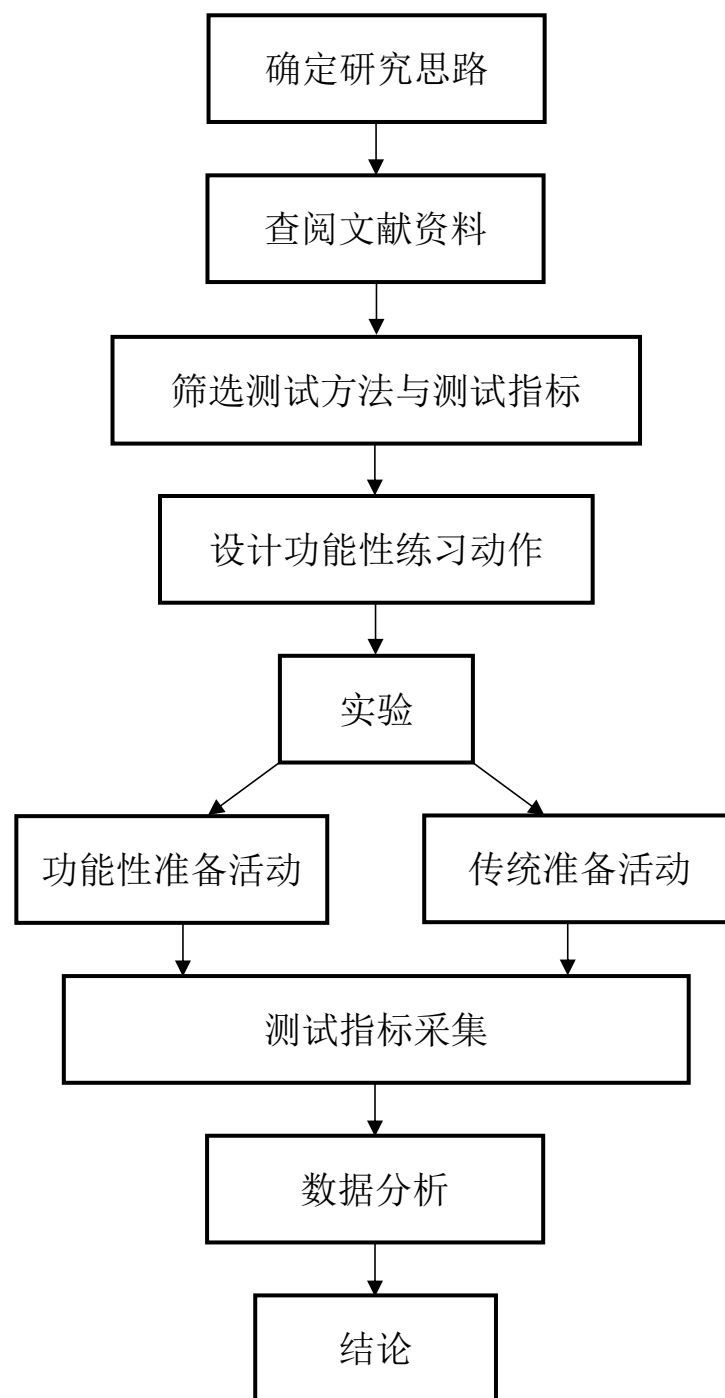 确定研究思路
查阅文献资料
筛选测试方法与测试指标
设计功能性练习动作
实验
功能性准备活动
传统准备活动
测试指标采集
数据分析
结论